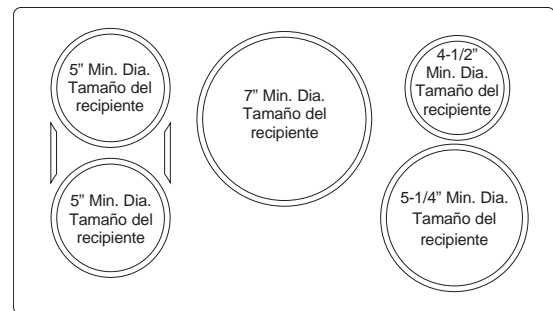 5” Min. Dia.
Tamaño del
recipiente
5” Min. Dia.
Tamaño del
recipiente
7” Min. Dia.
Tamaño del
recipiente
4-1/2”
Min. Dia.
Tamaño del
recipiente
5-1/4” Min. Dia.
Tamaño del
recipiente